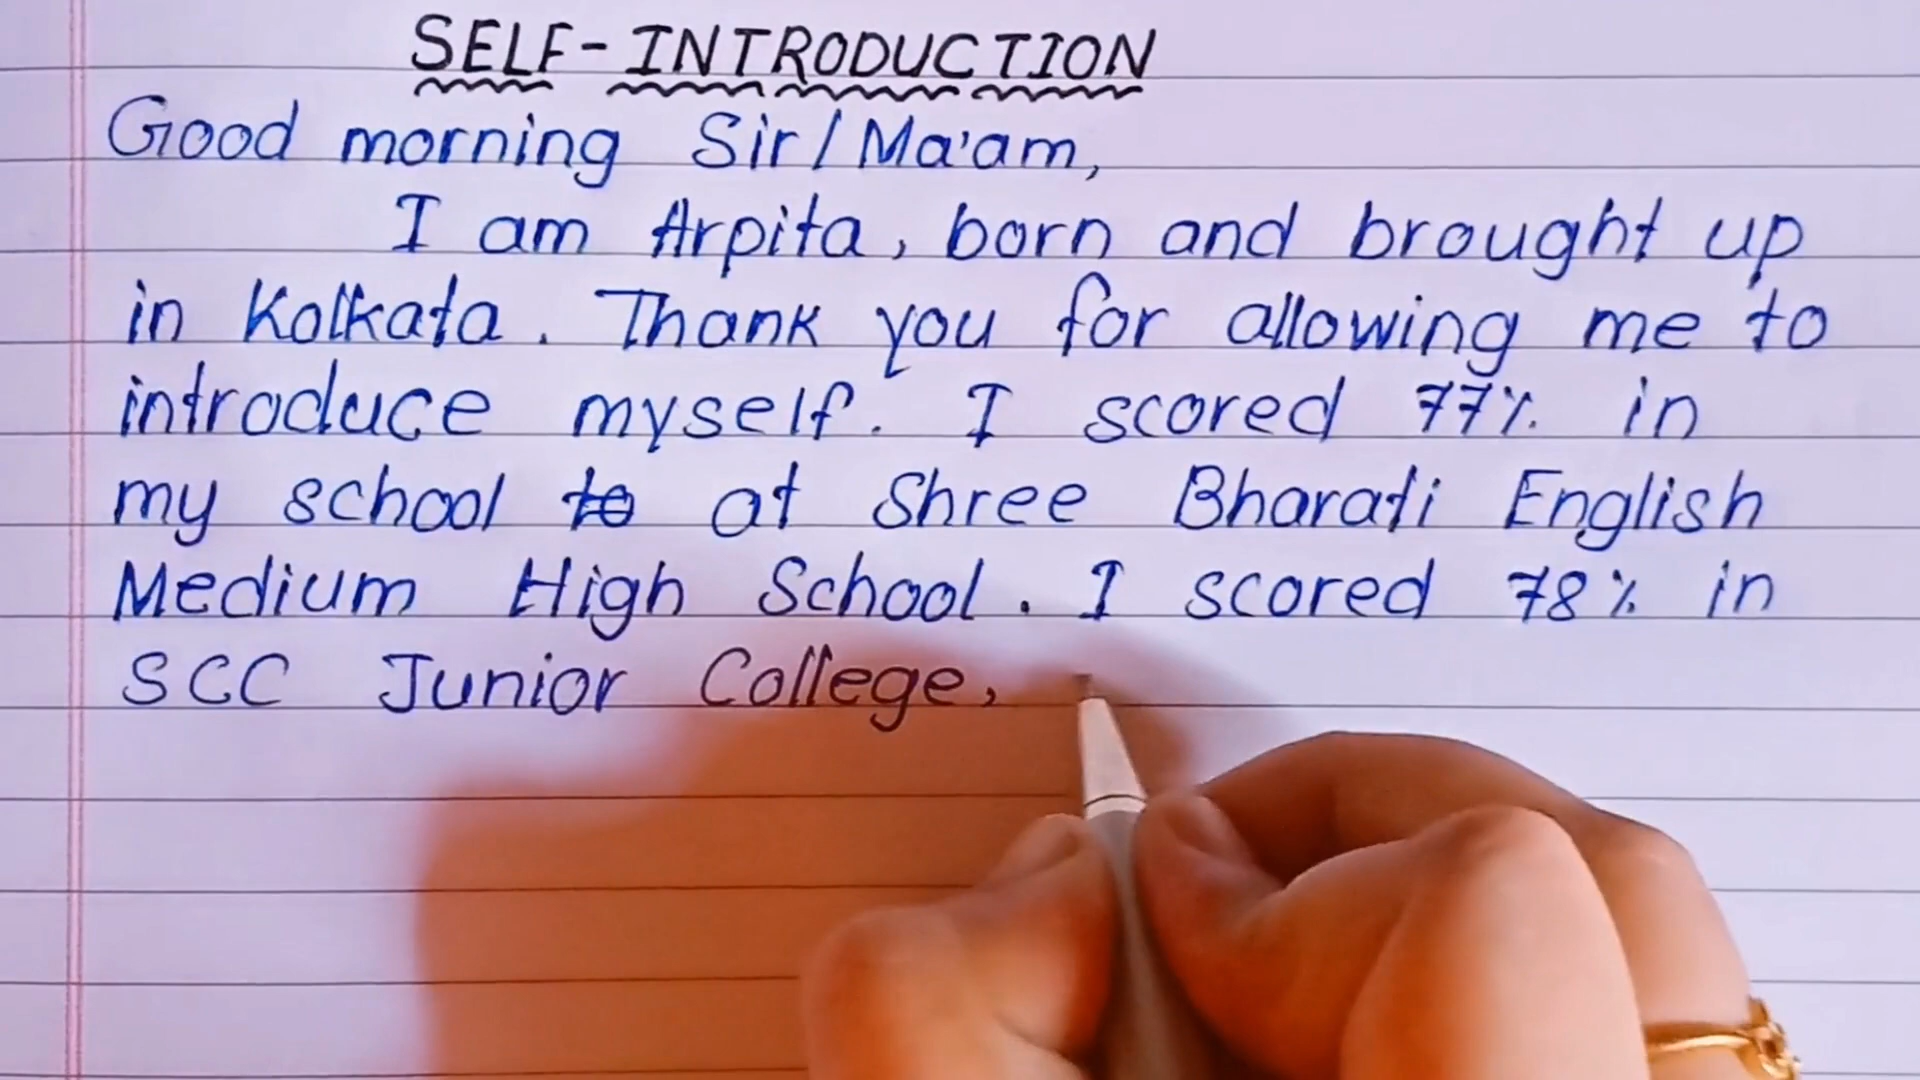 SELF-INTRODUCTION
Good morning Sir/Ma'am,
I am Arpita, born and brought up
in Kolkata. Thank you for allowing me to
introduce myself. I scored 77% in
my school to at Shree Bharati English
Medium High School. I scored 78% in
SCC Junior College,